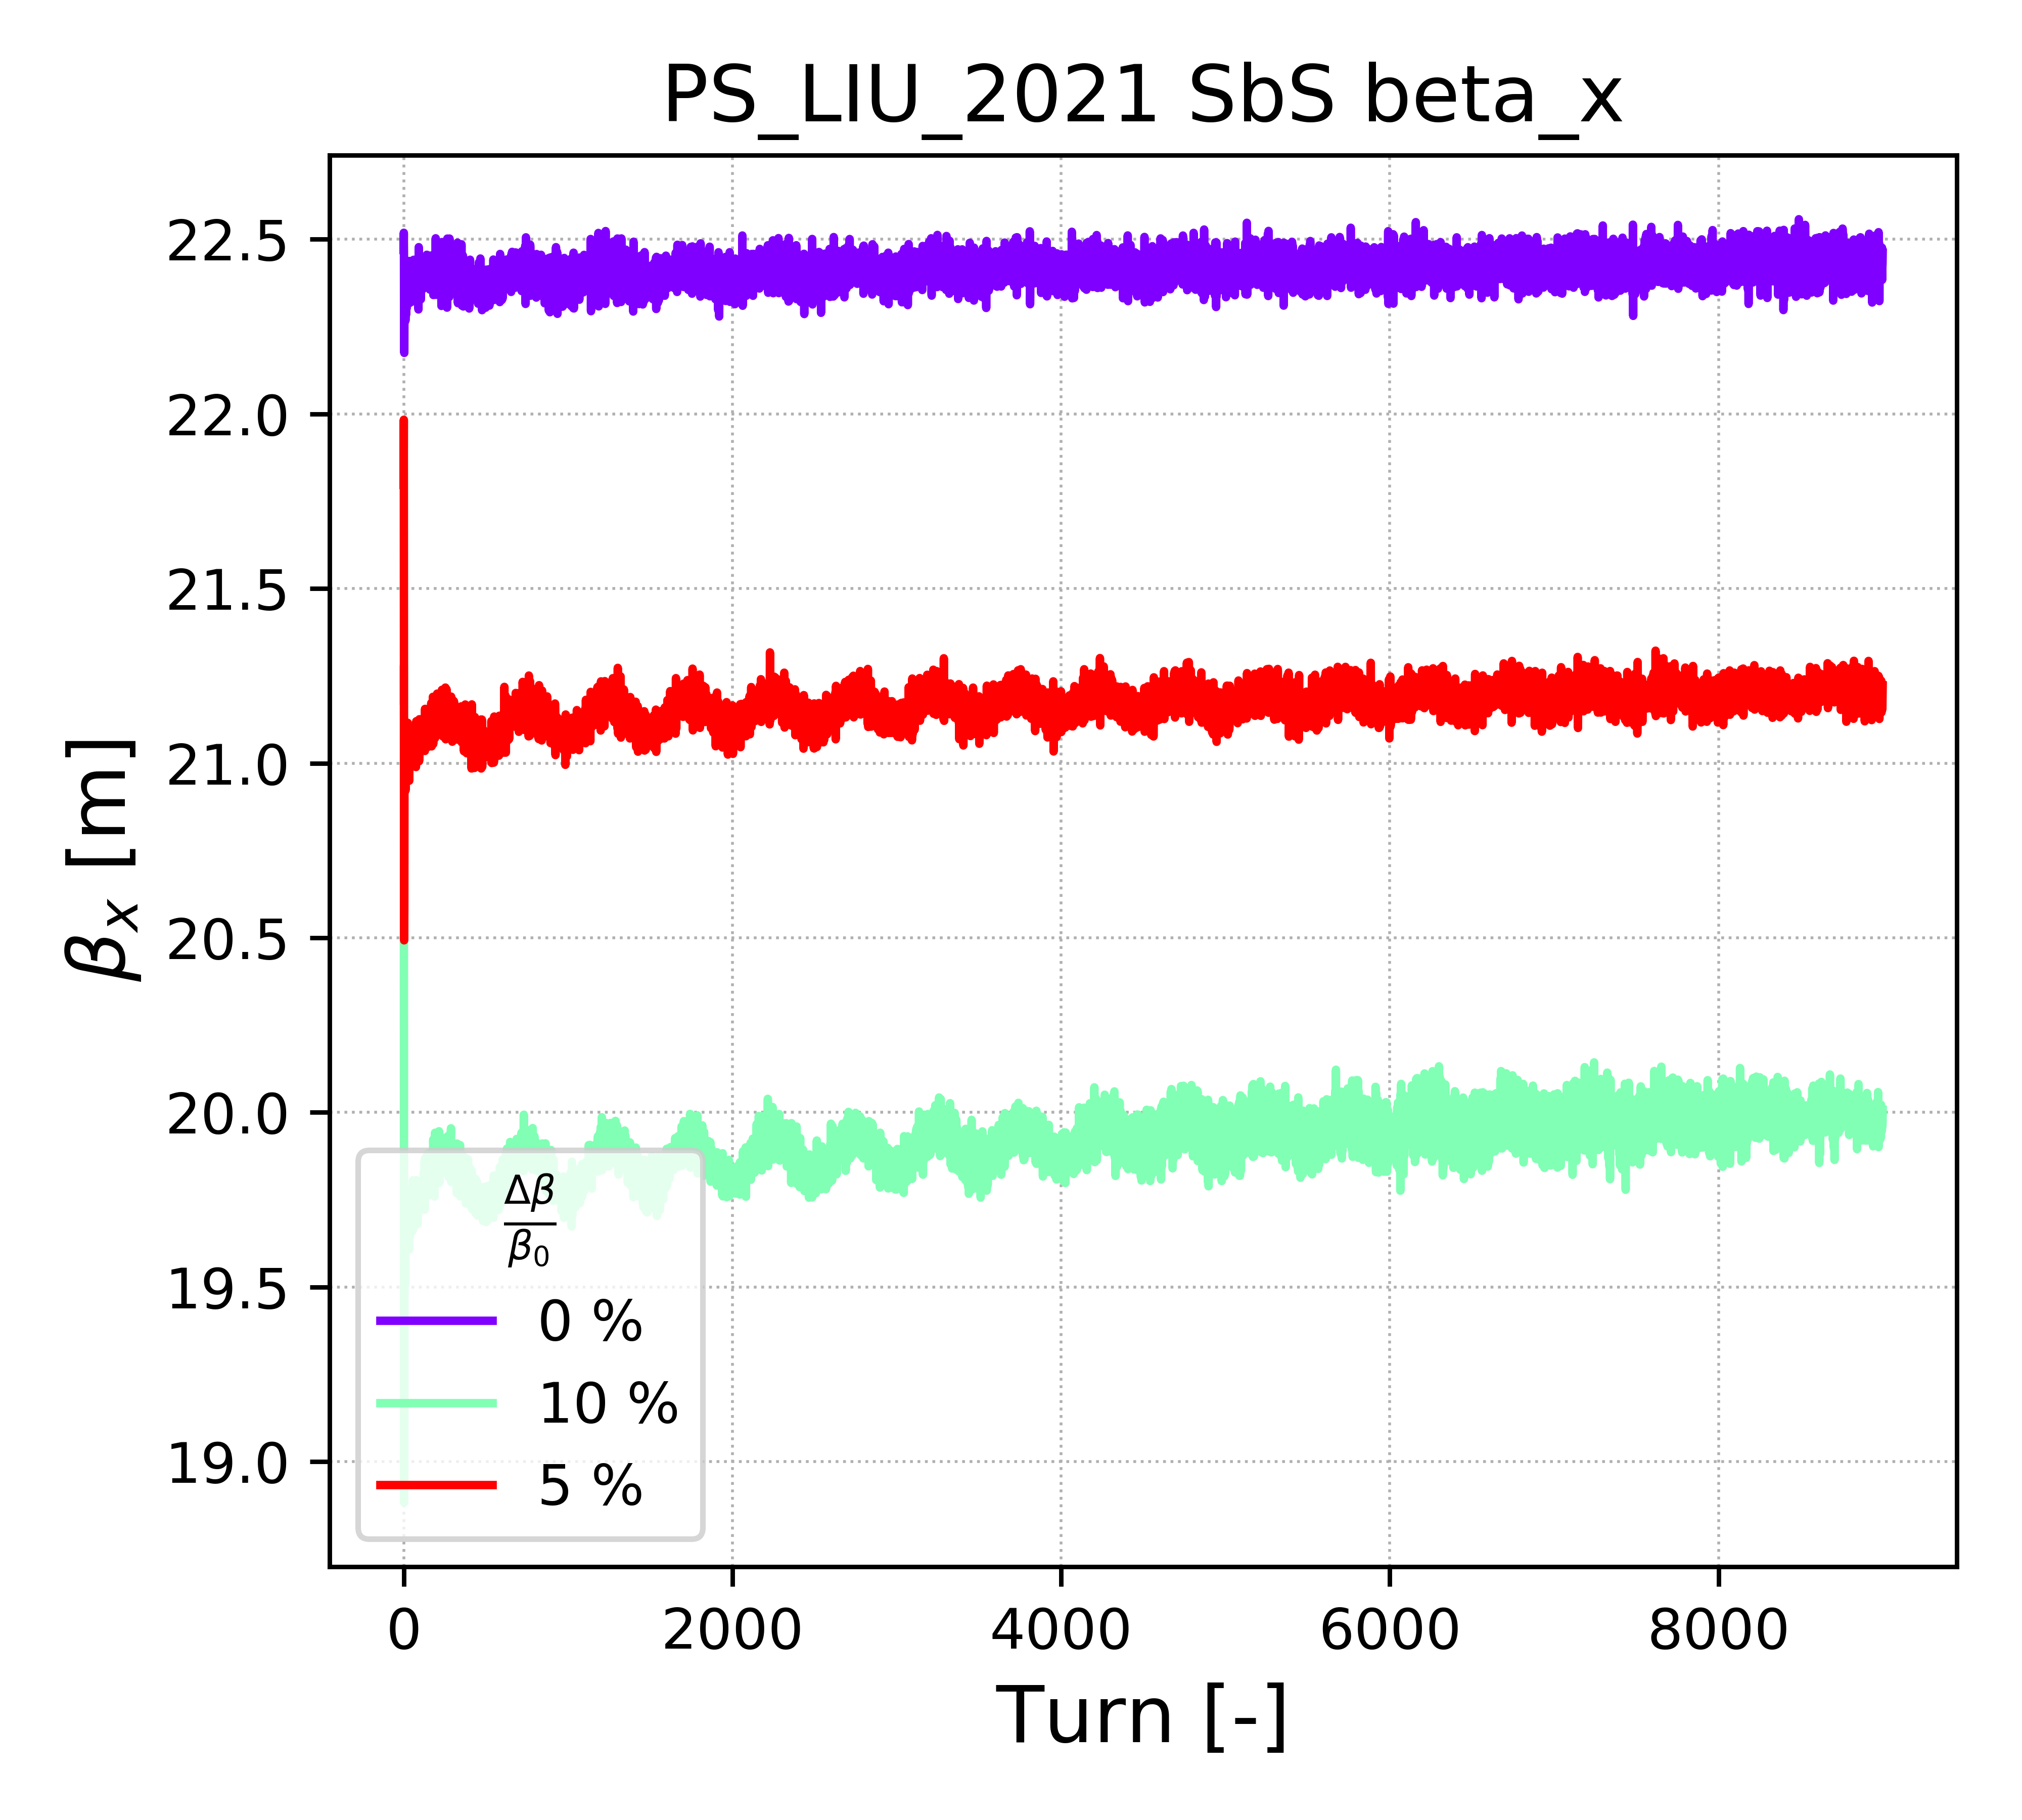 PS_LIU_2021 SbS beta_x
22.5
22.0
21.5
21.0
20.5
20.0
19.5
19.0
βx [m]
Δβ
β0
0 %
10 %
5 %
0 2000 4000 6000 8000
Turn [-]